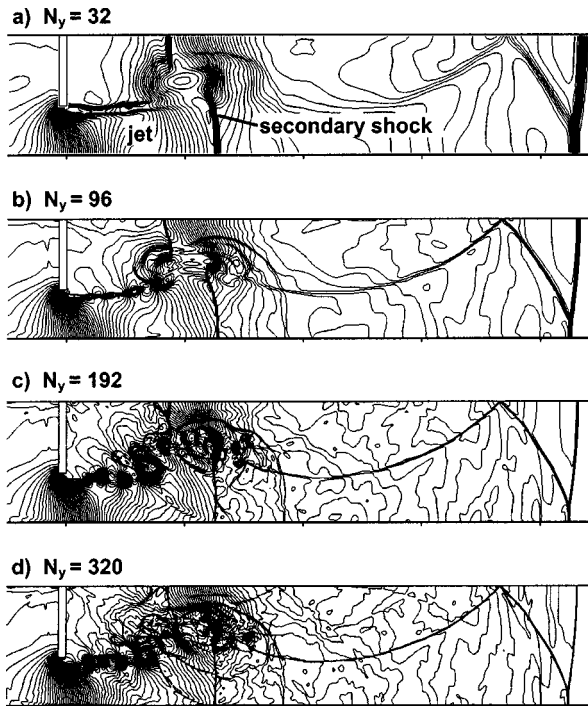 a) Ny = 32
jet
secondary shock
b) Ny = 96
c) Ny = 192
d) Ny = 320